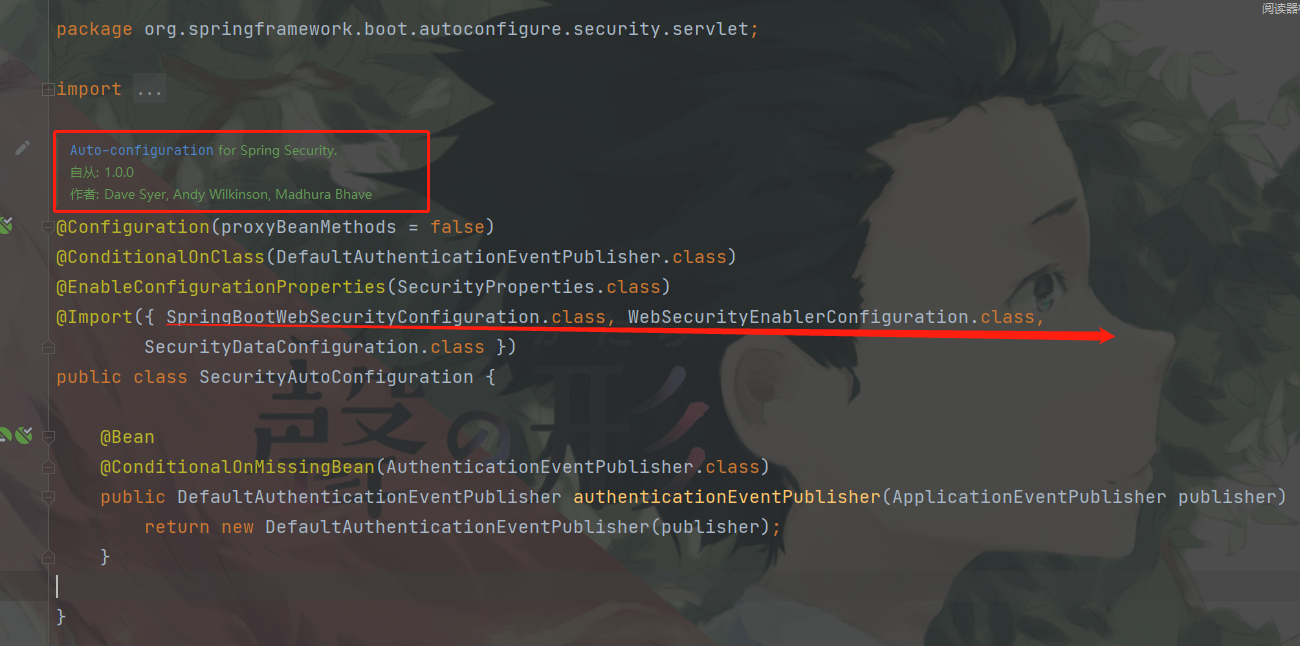 阅读器
package org.springframework.boot.autoconfigure.security.servlet;
import ...
Auto-configuration for Spring Security.
自从: 1.0.0
作者: Dave Syer, Andy Wilkinson, Madhura Bhave
@Configuration(proxyBeanMethods = false)
@ConditionalOnClass(DefaultAuthenticationEventPublisher.class)
@EnableConfigurationProperties(SecurityProperties.class)
@Import({ SpringBootWebSecurityConfiguration.class, WebSecurityEnablerConfiguration.class,
SecurityDataConfiguration.class })
public class SecurityAutoConfiguration {
聲の形
@Bean
@ConditionalOnMissingBean(AuthenticationEventPublisher.class)
public DefaultAuthenticationEventPublisher authenticationEventPublisher(ApplicationEventPublisher publisher)
return new DefaultAuthenticationEventPublisher(publisher);
}
}